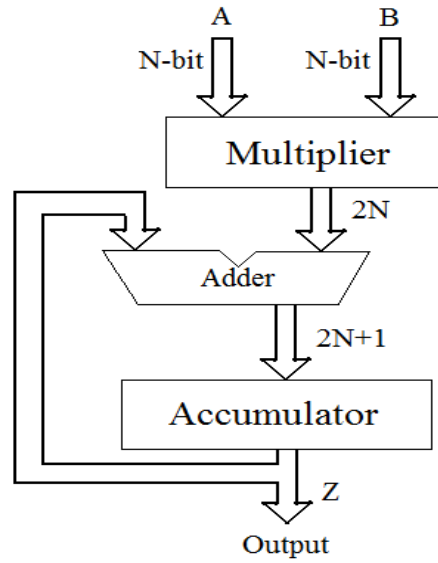 A B
N-bit N-bit
Multiplier
2N
Adder
2N+1
Accumulator
Z
Output